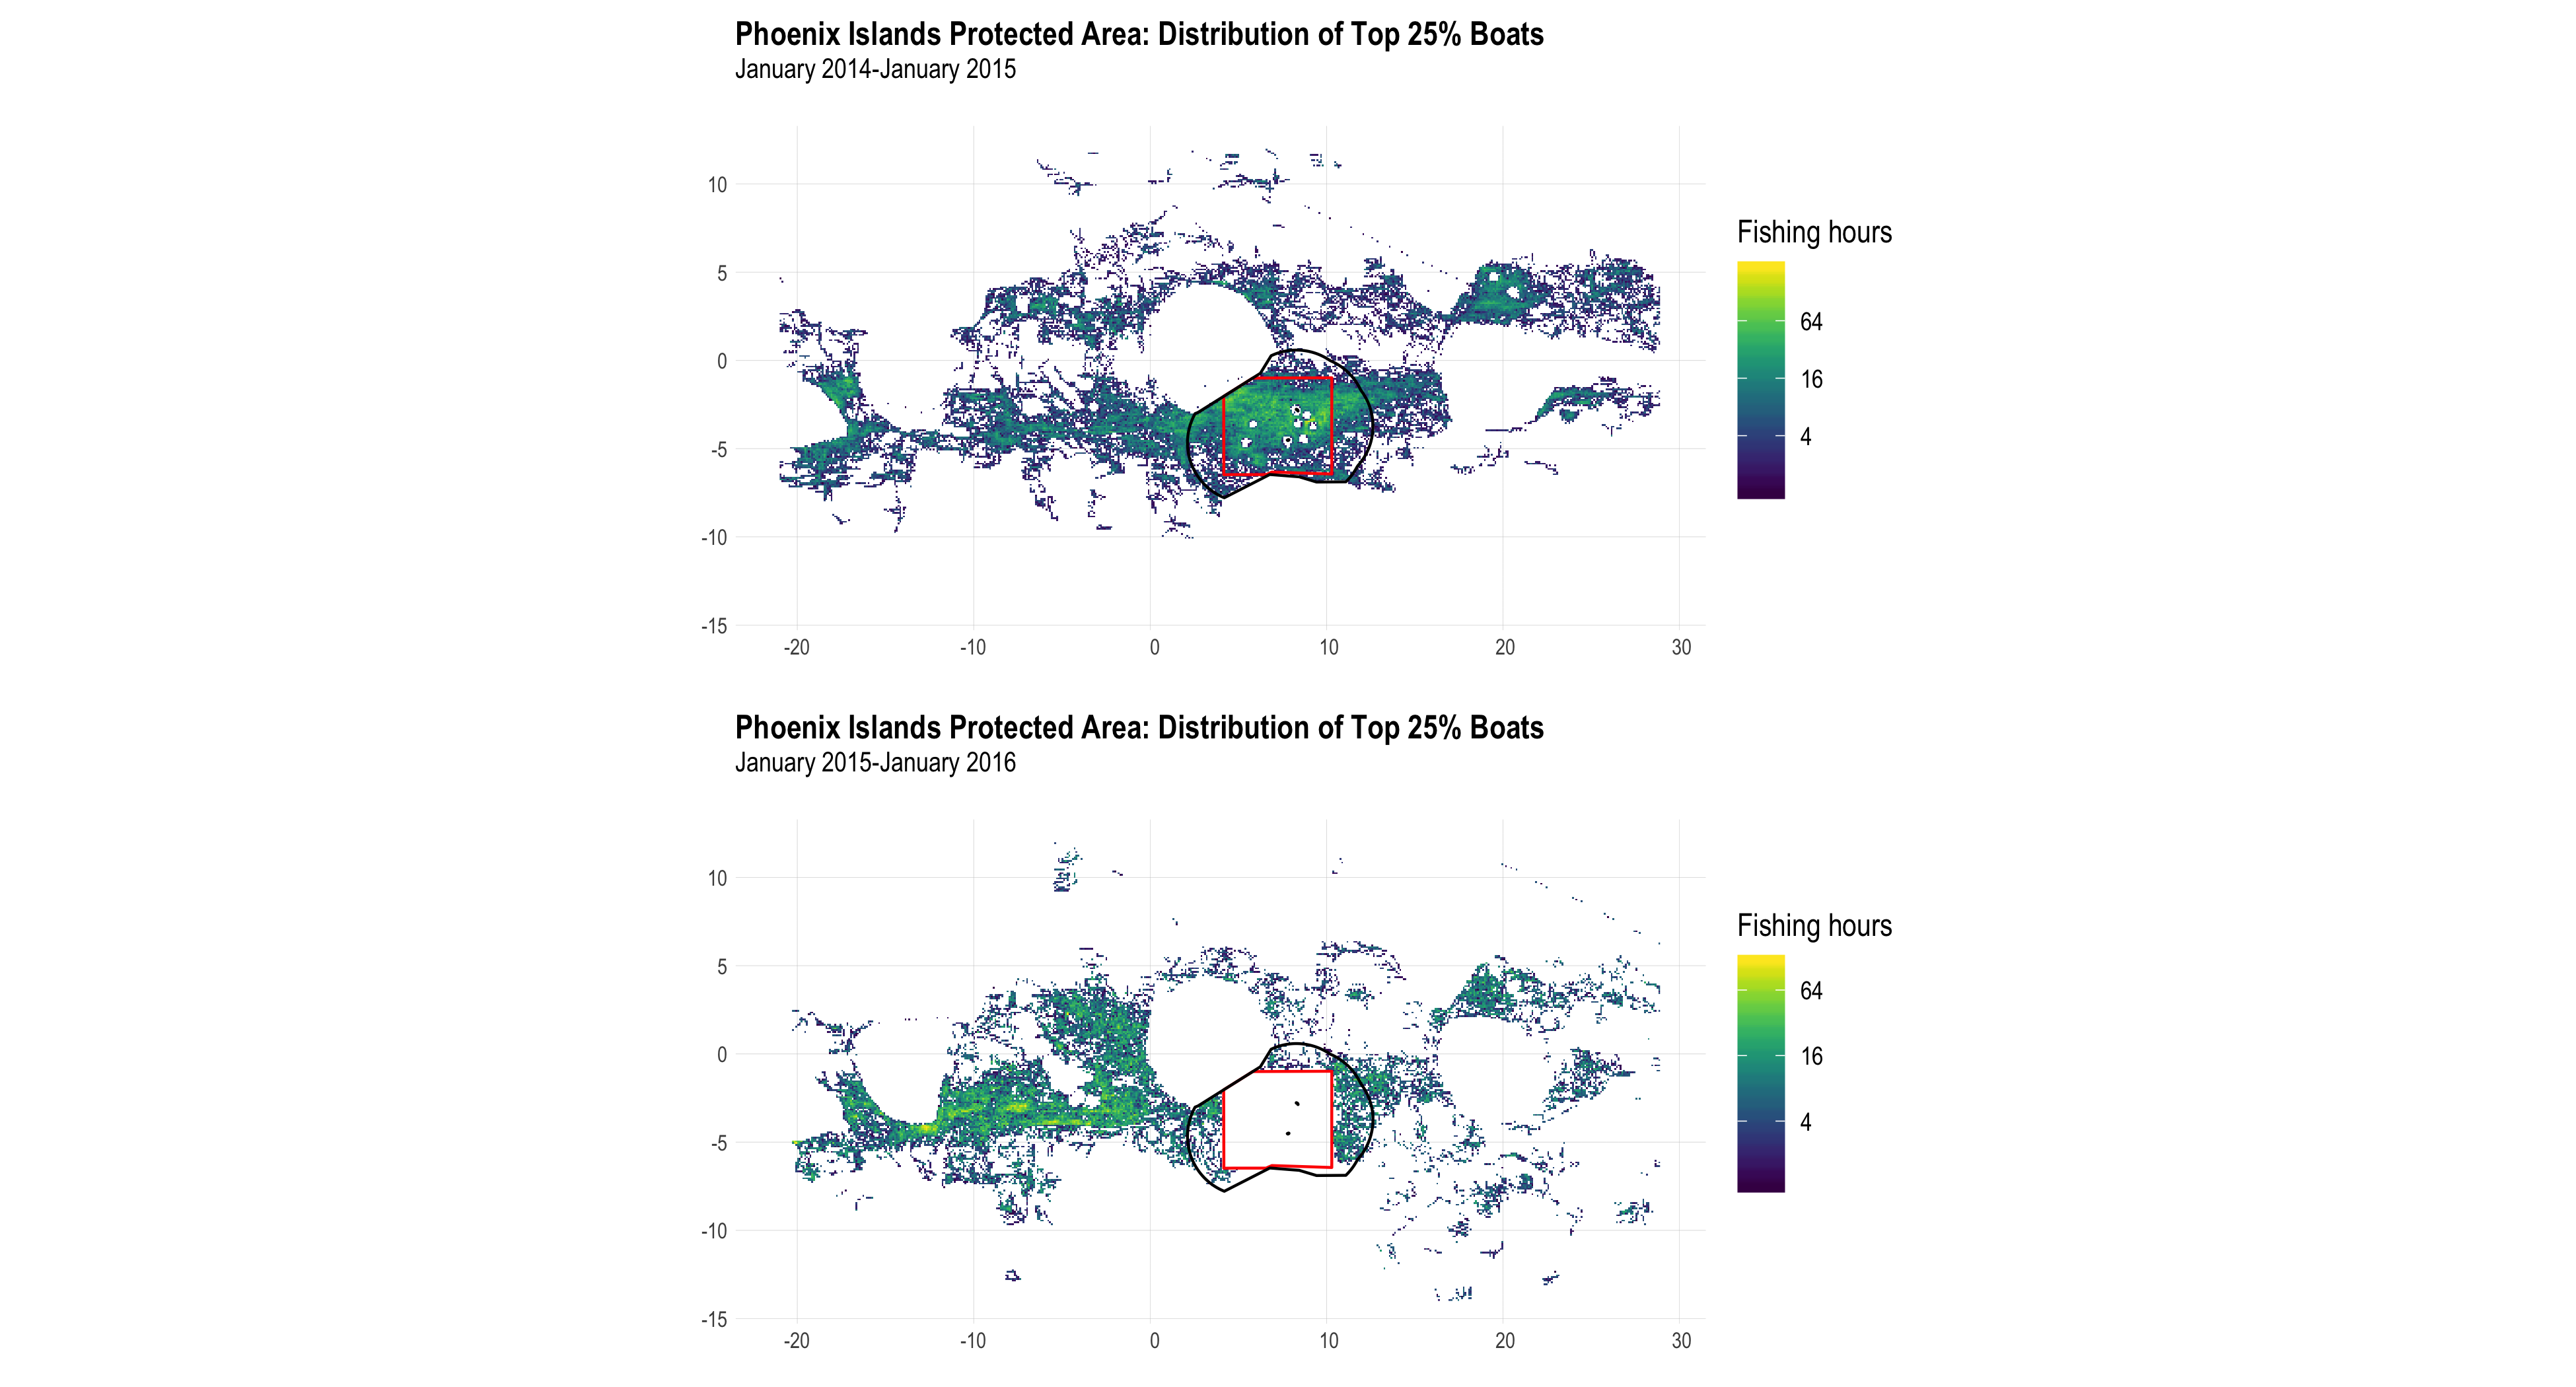 Phoenix Islands Protected Area: Distribution of Top 25% Boats
January 2014-January 2015
Fishing hours
10
5
0
-5
-10
-15
-20 -10 0 10 20 30
64
16
4
Phoenix Islands Protected Area: Distribution of Top 25% Boats
January 2015-January 2016
Fishing hours
10
5
0
-5
-10
-15
-20 -10 0 10 20 30
64
16
4